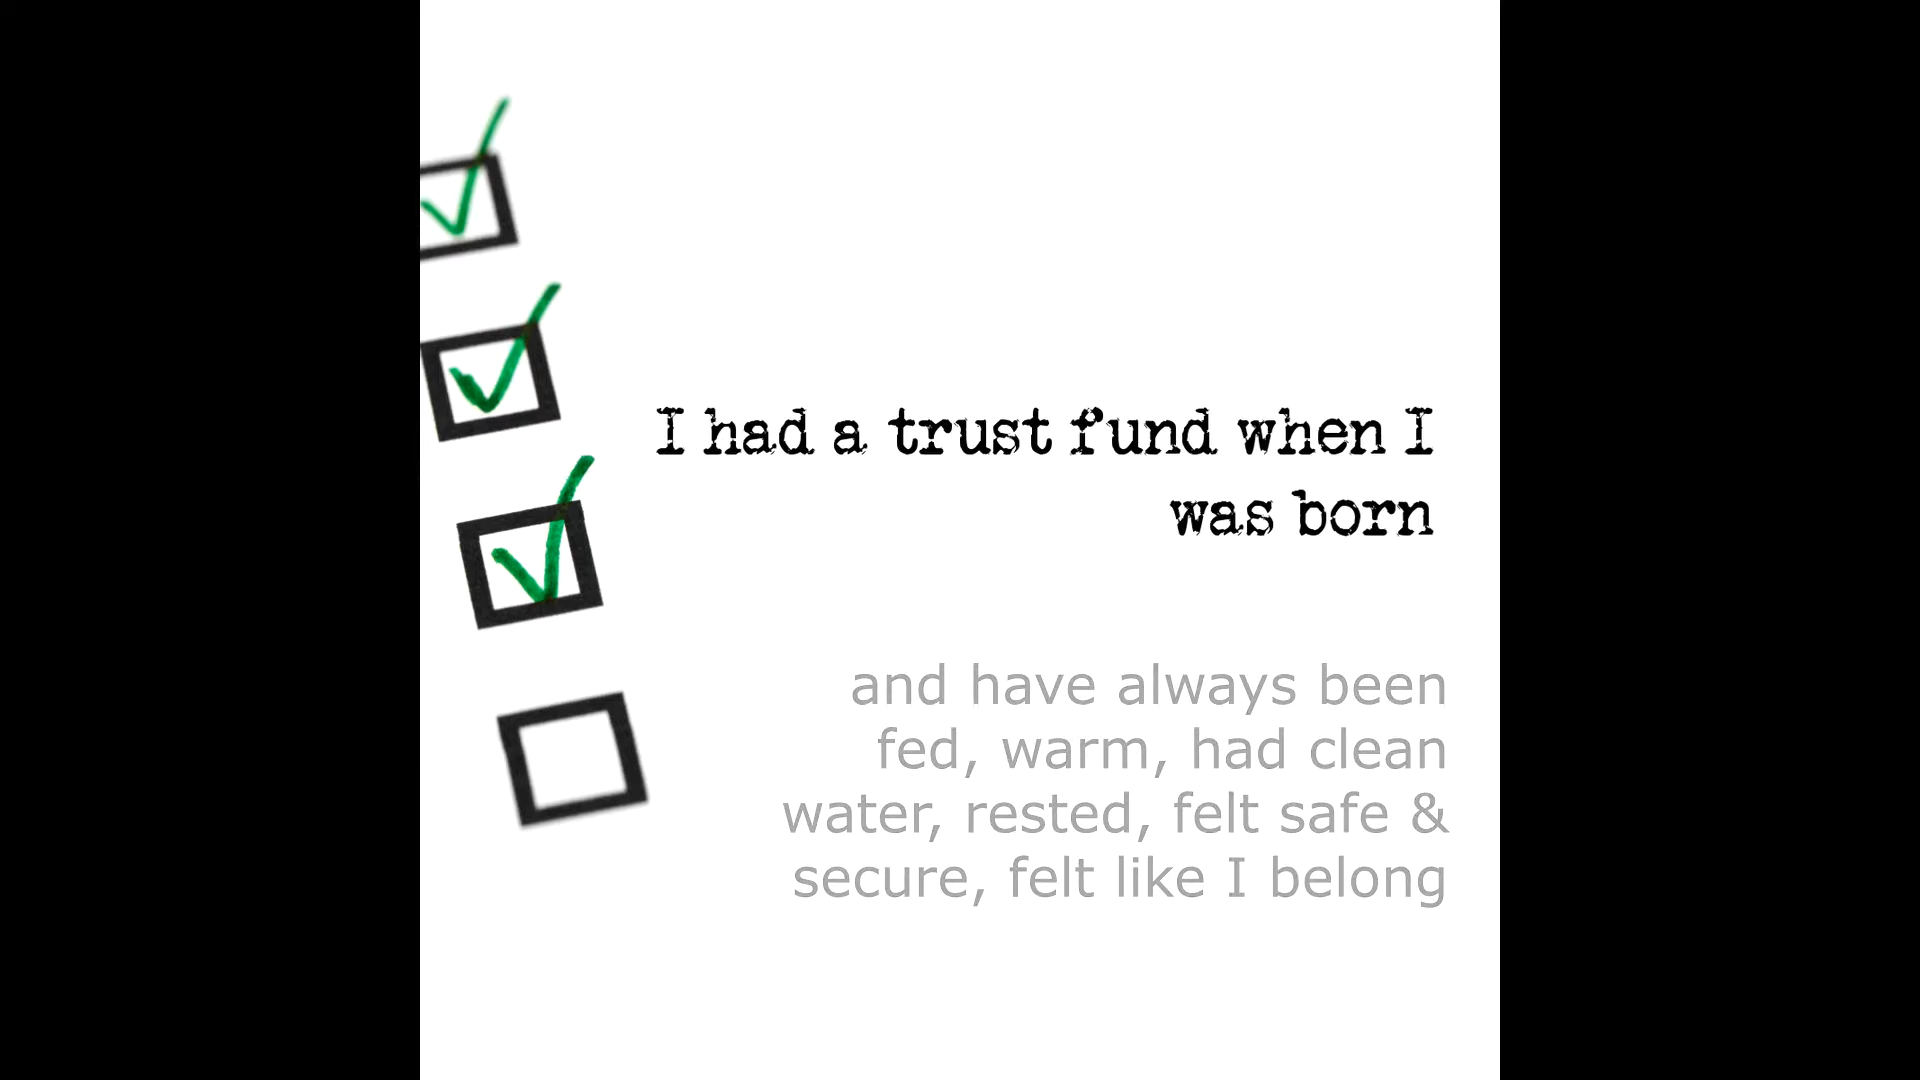 I had a trust fund when I
was born
and have always been
fed, warm, had clean
water, rested, felt safe &
secure, felt like I belong